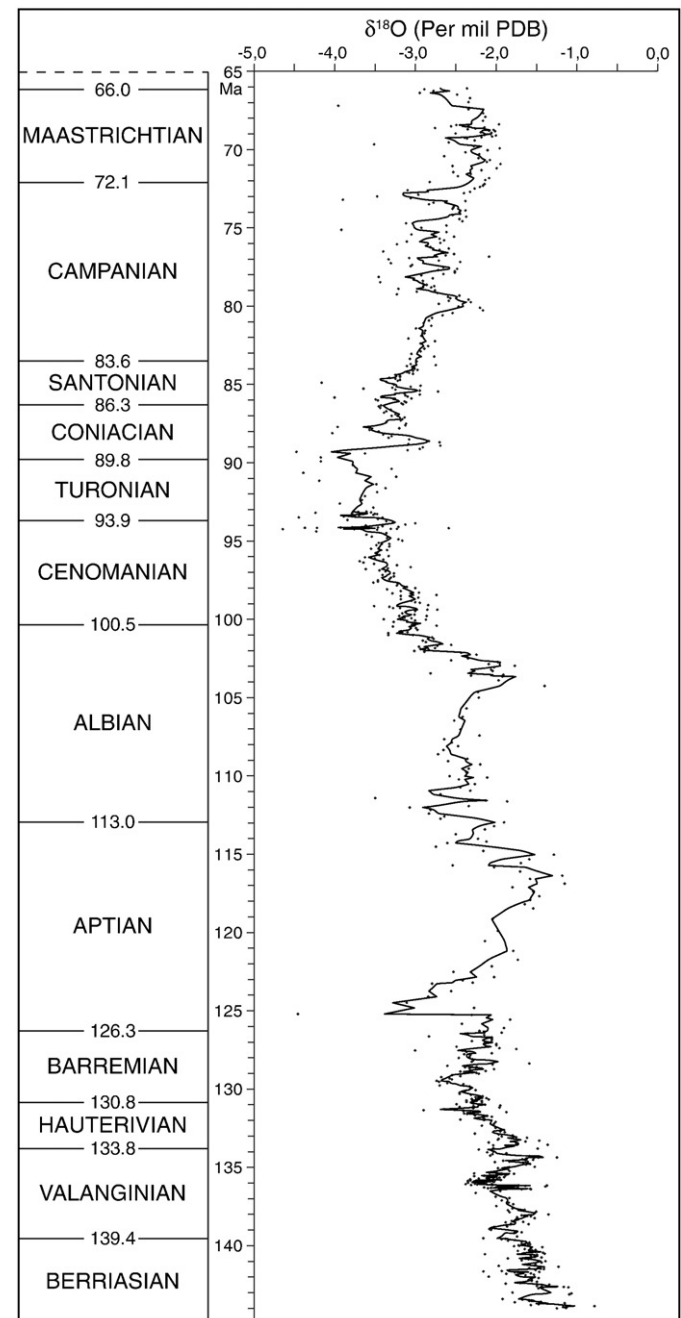 δ18O (Per mil PDB)
-5,0 -4,0 -3,0 -2,0 -1,0 0,0
65
Ma
66.0
MAASTRICHTIAN
70
72.1
75
CAMPANIAN
80
83.6
SANTONIAN
85
86.3
CONIACIAN
89.8
90
TURONIAN
93.9
95
CENOMANIAN
100
100.5
105
ALBIAN
110
113.0
115
APTIAN
120
125
126.3
BARREMIAN
130
130.8
HAUTERIVIAN
133.8
135
VALANGINIAN
139.4
140
BERRIASIAN